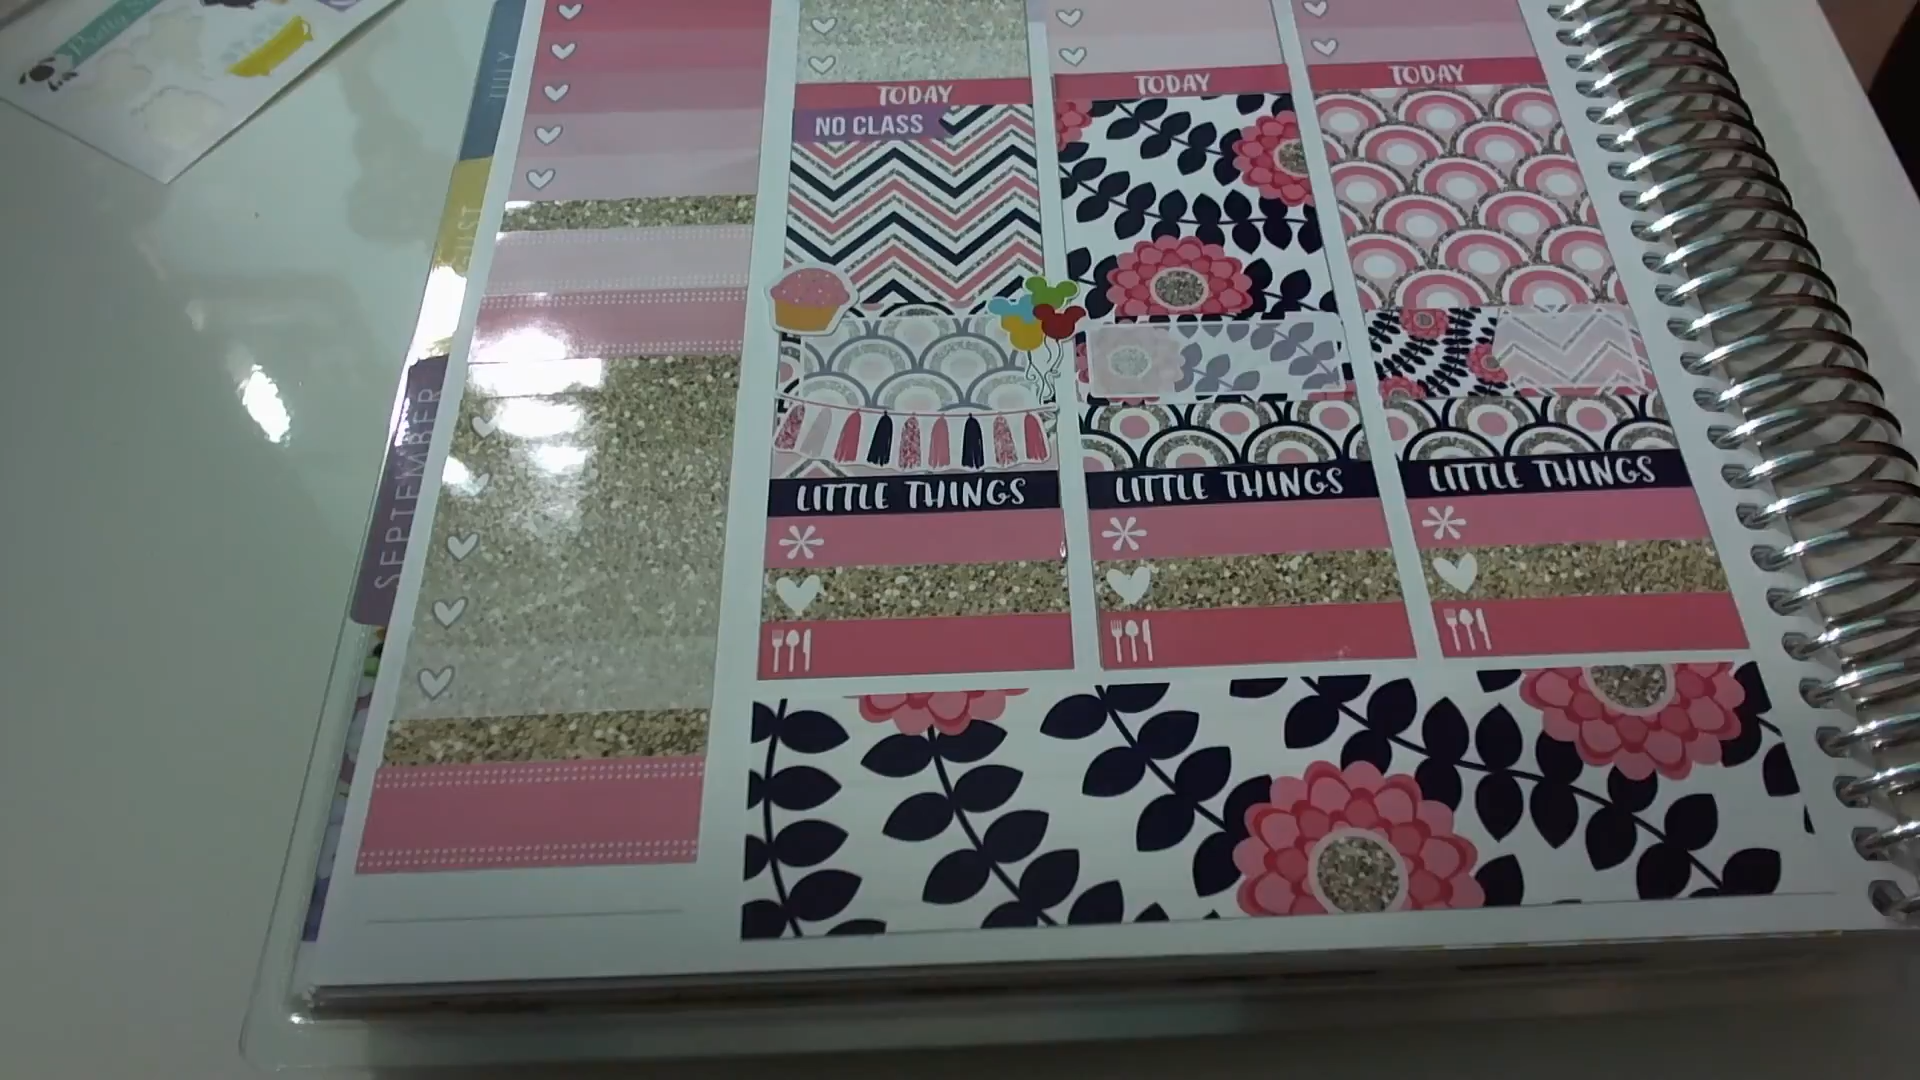 JULY
TODAY
TODAY
TODAY
NO CLASS
SEPTEMBER
LITTLE THINGS
LITTLE THINGS
LITTLE THINGS